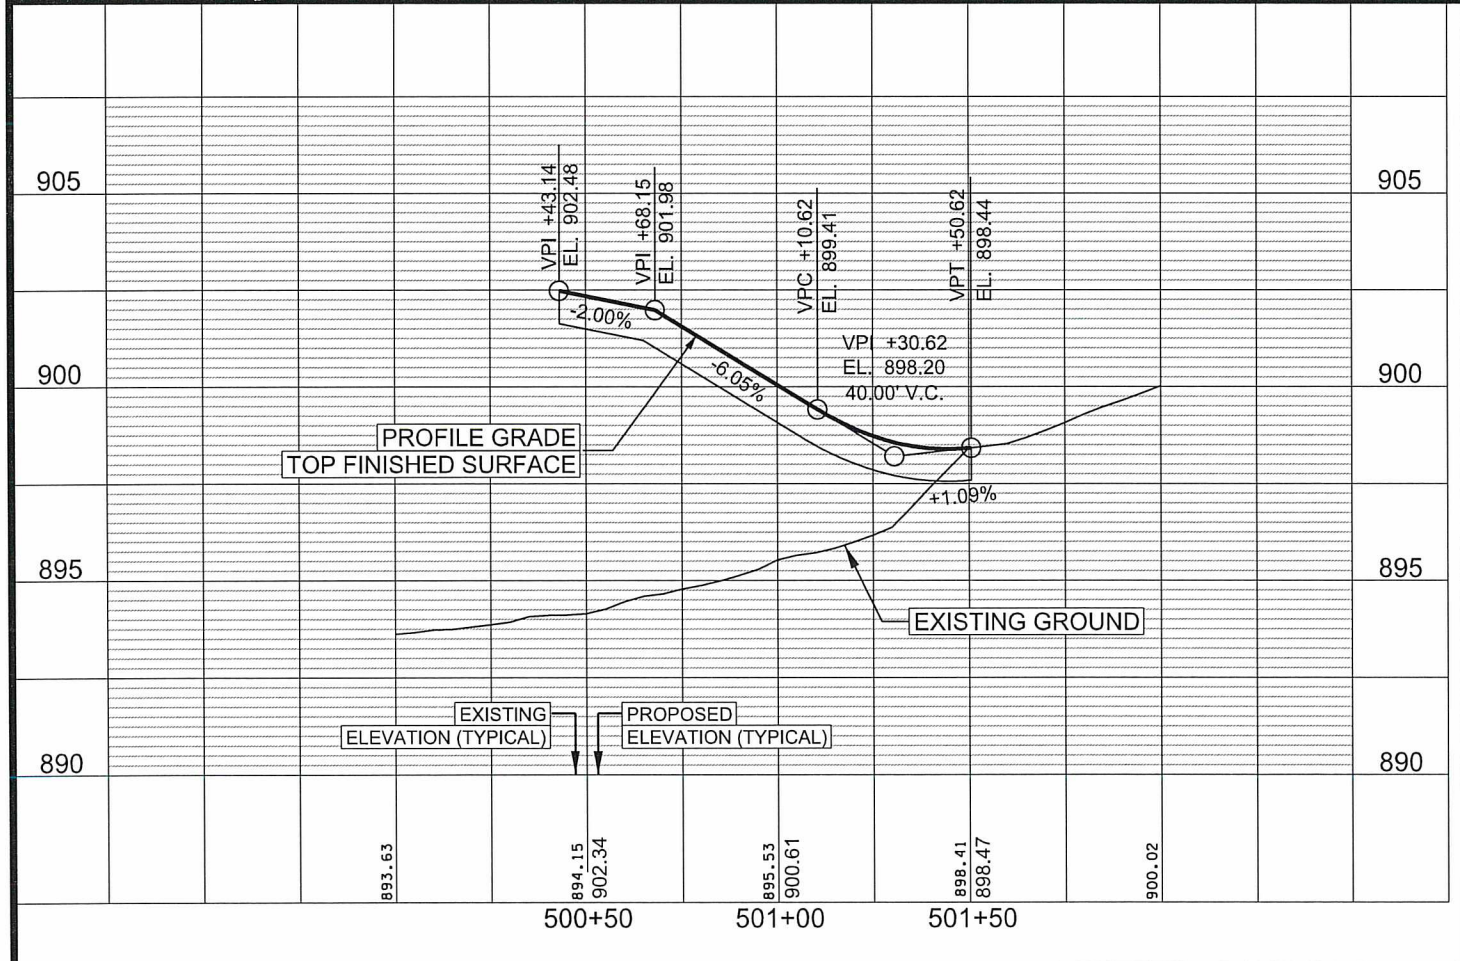 905
905
VPI +43.14
EL. 902.48
VPI +68.15
EL. 901.98
VPC +10.62
EL. 899.41
VPT +50.62
EL. 898.44
-2.00%
VPI +30.62
EL. 898.20
40.00' V.C.
-6.05%
900
900
PROFILE GRADE
TOP FINISHED SURFACE
+1.09%
895
895
EXISTING GROUND
EXISTING
ELEVATION (TYPICAL)
PROPOSED
ELEVATION (TYPICAL)
890
890
893.63
894.15
902.34
895.53
900.61
898.41
898.47
900.02
500+50
501+00
501+50